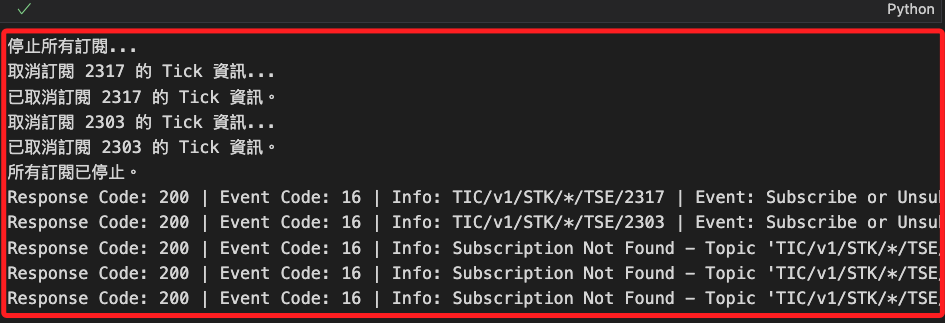 Python
停止所有訂閱...
取消訂閱 2317 的 Tick 資訊...
已取消訂閱 2317 的 Tick 資訊。
取消訂閱 2303 的 Tick 資訊...
已取消訂閱 2303 的 Tick 資訊。
所有訂閱已停止。
Response Code: 200 | Event Code: 16 | Info: TIC/v1/STK/*/TSE/2317 | Event: Subscribe or Unsu
Response Code: 200 | Event Code: 16 | Info: TIC/v1/STK/*/TSE/2303 | Event: Subscribe or Unsu
Response Code: 200 | Event Code: 16 | Info: Subscription Not Found - Topic 'TIC/v1/STK/*/TSE/
Response Code: 200 | Event Code: 16 | Info: Subscription Not Found - Topic 'TIC/v1/STK/*/TSE/
Response Code: 200 | Event Code: 16 | Info: Subscription Not Found - Topic 'TIC/v1/STK/*/TSE/